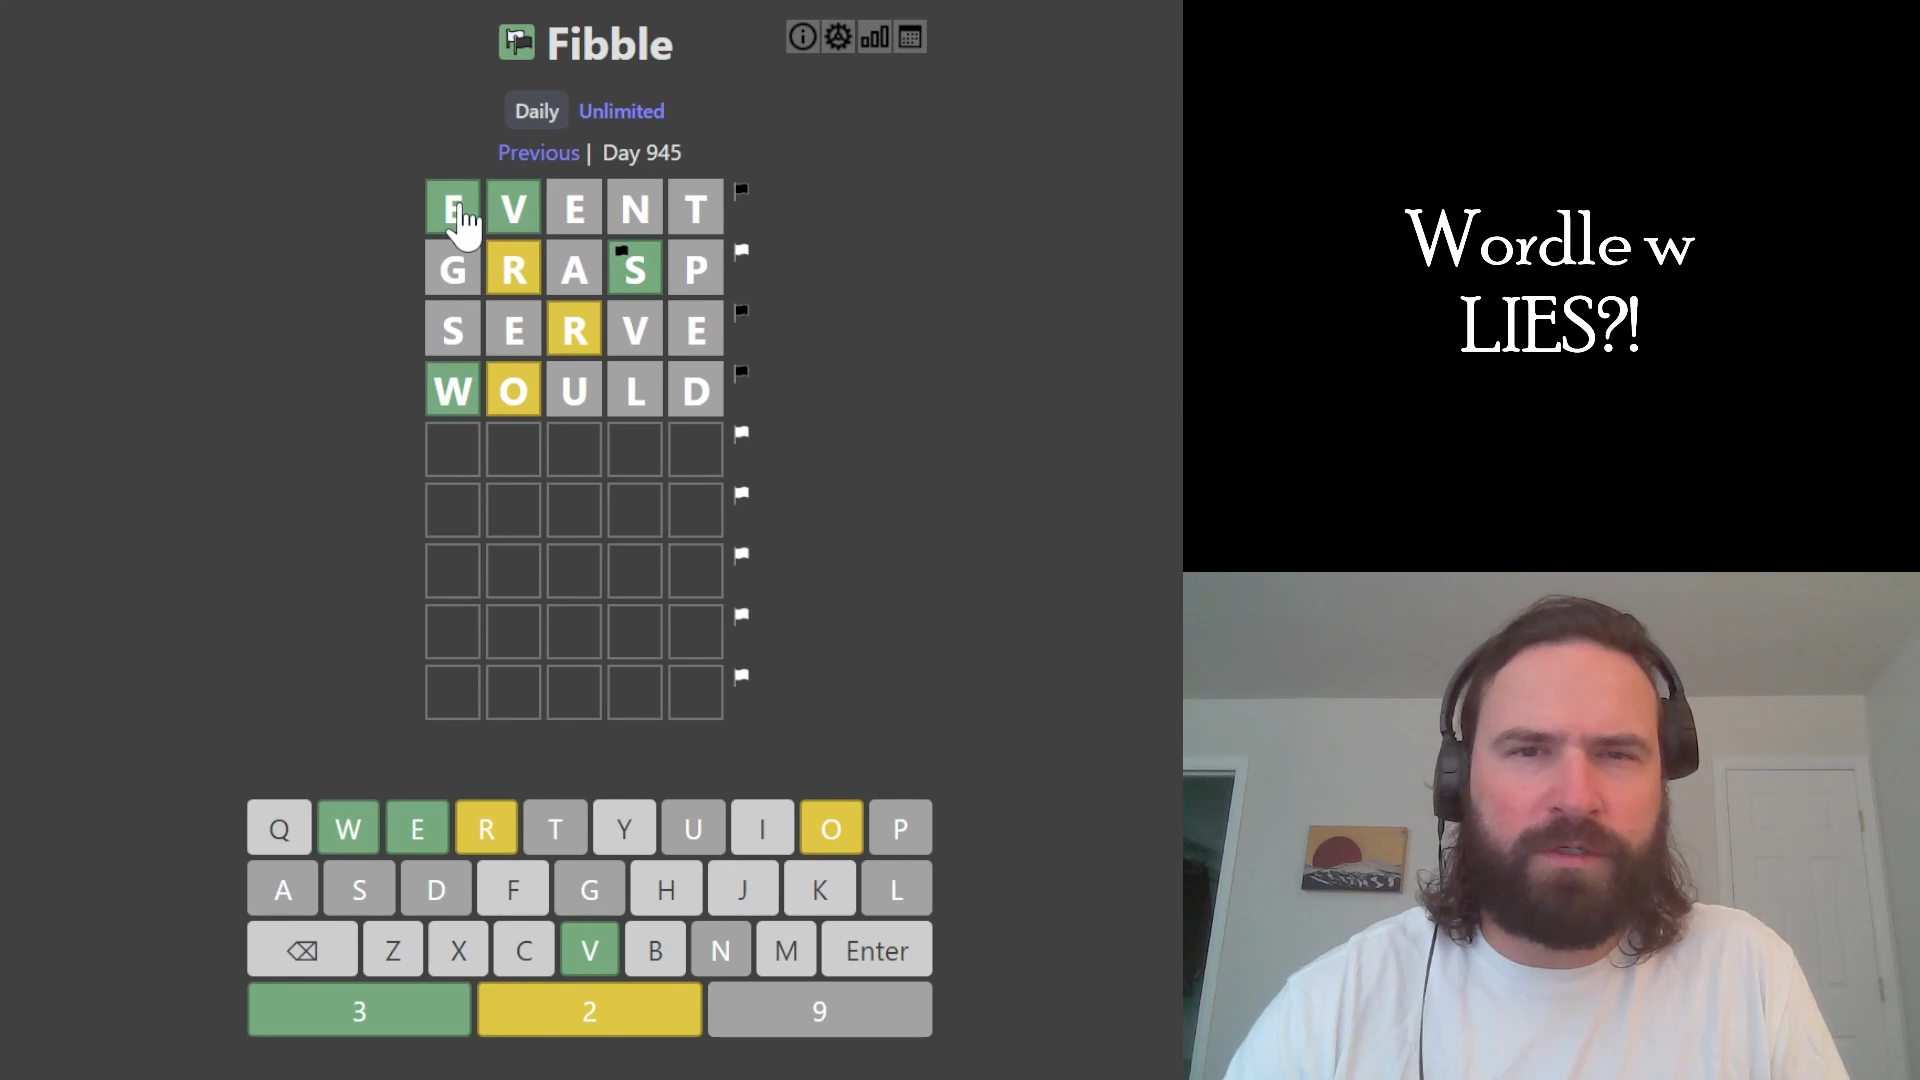 Fibble
Daily Unlimited
Previous | Day 945
E V E N T
G R A S P
S E R V E
W O U L D
Q W E R T Y U I O P
A S D F G H J K L
⌫ Z X C V B N M Enter
3 2 9
Wordle w
LIES?!